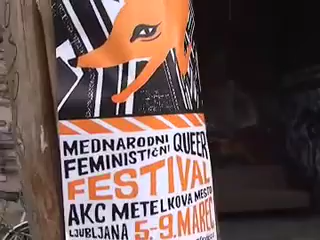 MEDNARODNI
FEMINISTIČNI QUEER
FESTIVAL
AKC METELKOVA MESTO
LJUBLJANA 5.-9. MAREC